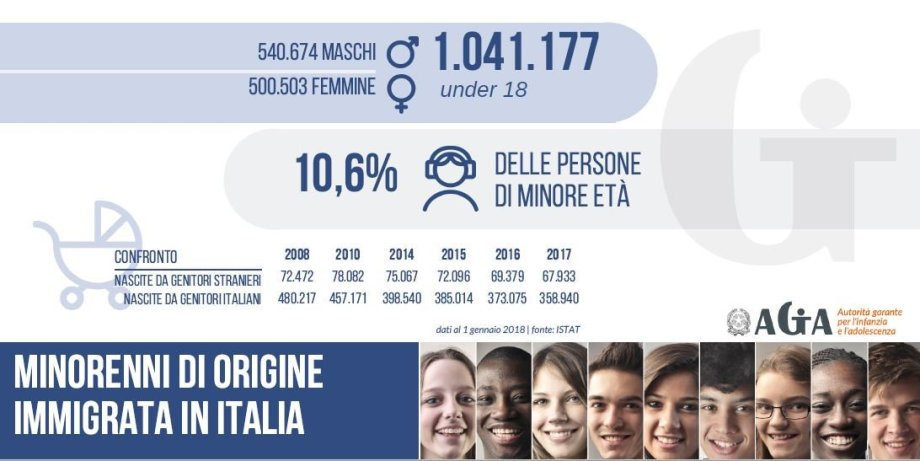 540.674 MASCHI
500.503 FEMMINE
1.041.177
under 18
10,6%
DELLE PERSONE
DI MINORE ETÀ
CONFRONTO 2008 2010 2014 2015 2016 2017
NASCITE DA GENITORI STRANIERI 72.472 78.082 75.067 72.096 69.379 67.933
NASCITE DA GENITORI ITALIANI 480.217 457.171 398.540 385.014 373.075 358.940
dati al 1 gennaio 2018 | fonte: ISTAT
AGIA
Autorità garante
per l'infanzia
e l'adolescenza
MINORENNI DI ORIGINE
IMMIGRATA IN ITALIA